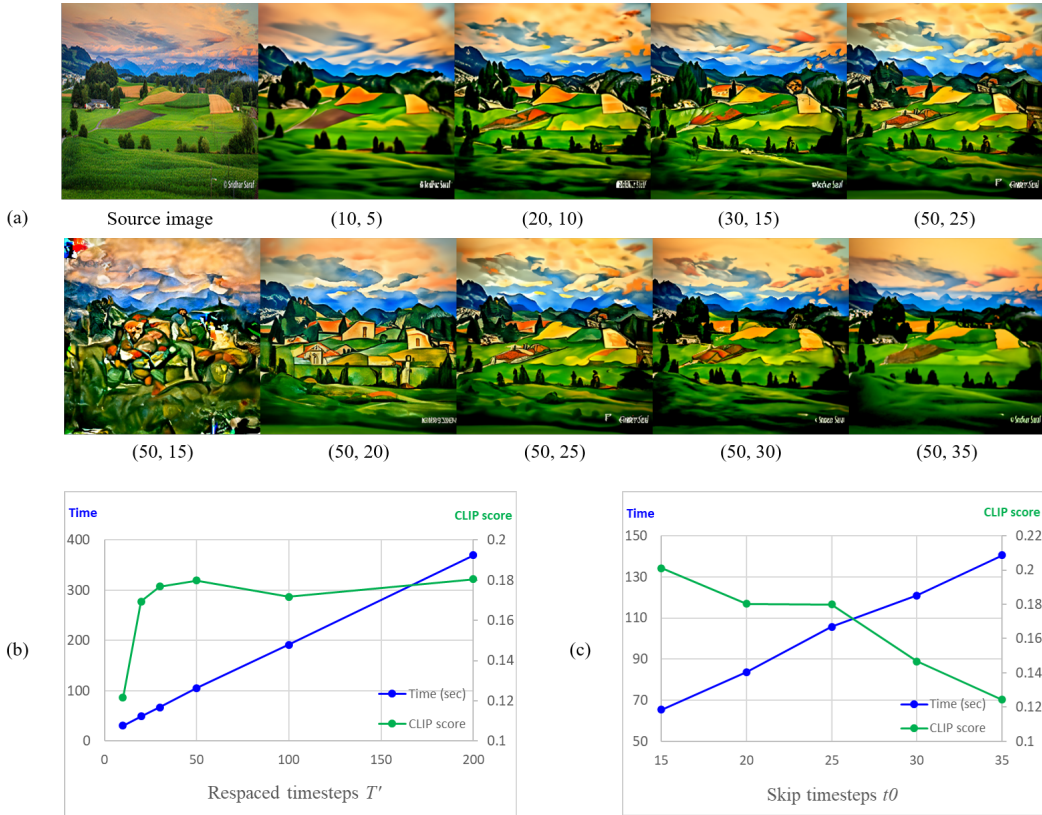 © Sridhar Saraf
(a)
Source image
(10, 5)
(20, 10)
(30, 15)
(50, 25)
(50, 15)
(50, 20)
(50, 25)
(50, 30)
(50, 35)
(b)
Time
CLIP score
400
300
200
100
0
0.2
0.18
0.16
0.14
0.12
0.1
0
50
100
150
200
Time (sec)
CLIP score
Respaced timesteps T'
(c)
Time
CLIP score
150
130
110
90
70
50
0.22
0.2
0.18
0.16
0.14
0.12
0.1
15
20
25
30
35
Time (sec)
CLIP score
Skip timesteps t0